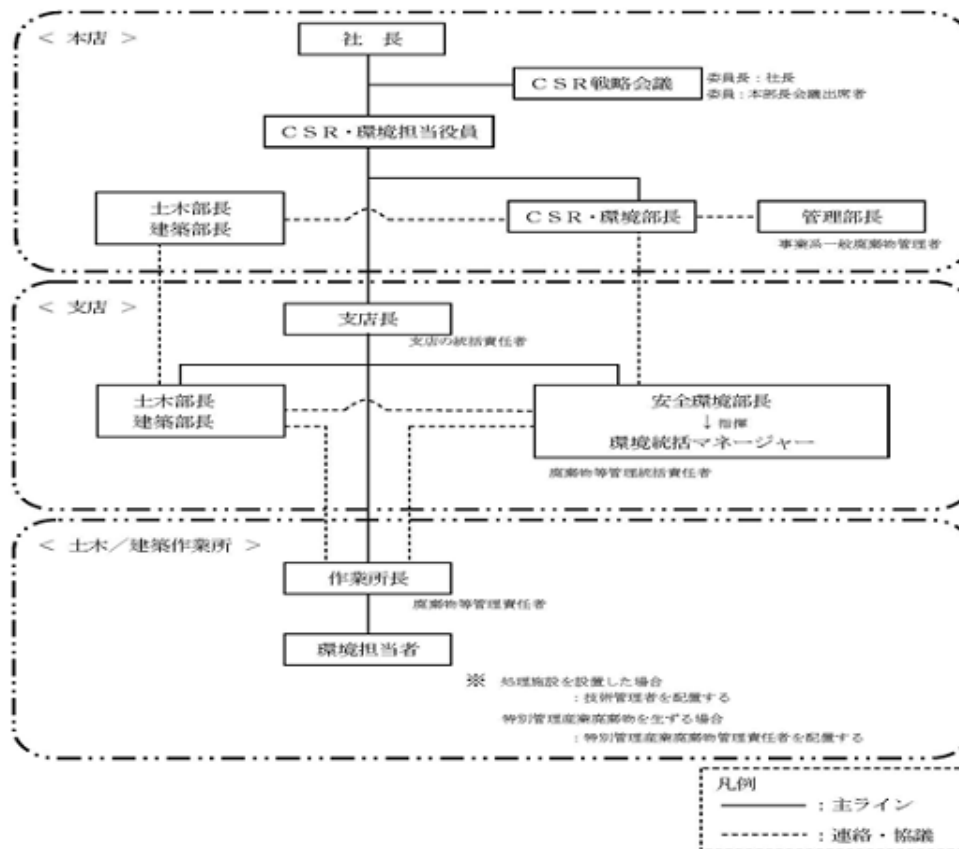 < 本店 >
社 長
CSR戦略会議
委員長:社長
委員:本部長会議出席者
CSR・環境担当役員
土木部長
建築部長
CSR・環境部長
管理部長
事業系一般廃棄物管理者
< 支店 >
支店長
支店の統括責任者
土木部長
建築部長
安全環境部長
↓ 指揮
環境統括マネージャー
廃棄物等管理統括責任者
< 土木/建築作業所 >
作業所長
廃棄物等管理責任者
環境担当者
※ 処理施設を設置した場合
:技術管理者を配置する
特別管理産業廃棄物を生ずる場合
:特別管理産業廃棄物管理責任者を配置する
凡例
:主ライン
:連絡・協議